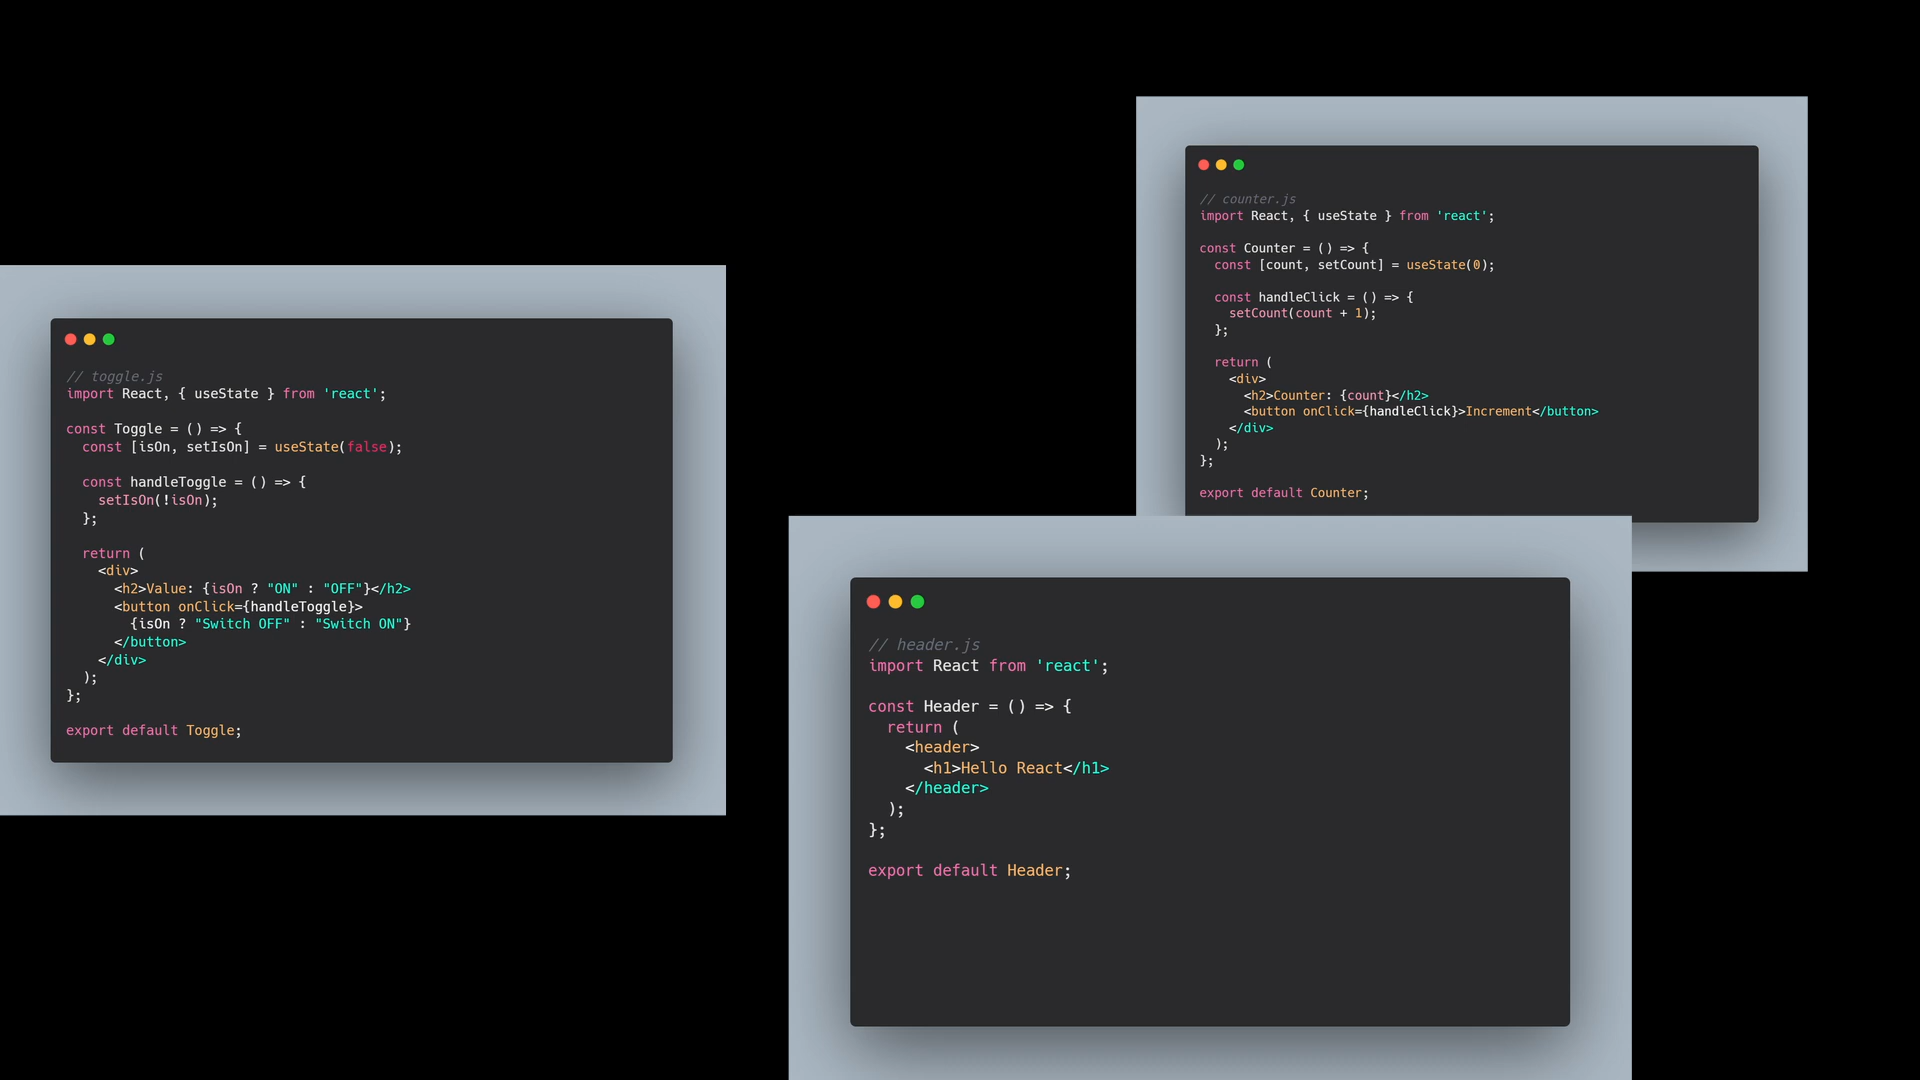 // toggle.js
import React, { useState } from 'react';

const Toggle = () => {
  const [isOn, setIsOn] = useState(false);

  const handleToggle = () => {
    setIsOn(!isOn);
  };

  return (
    <div>
      <h2>Value: {isOn ? "ON" : "OFF"}</h2>
      <button onClick={handleToggle}>
        {isOn ? "Switch OFF" : "Switch ON"}
      </button>
    </div>
  );
};

export default Toggle;

// counter.js
import React, { useState } from 'react';

const Counter = () => {
  const [count, setCount] = useState(0);

  const handleClick = () => {
    setCount(count + 1);
  };

  return (
    <div>
      <h2>Counter: {count}</h2>
      <button onClick={handleClick}>Increment</button>
    </div>
  );
};

export default Counter;

// header.js
import React from 'react';

const Header = () => {
  return (
    <header>
      <h1>Hello React</h1>
    </header>
  );
};

export default Header;